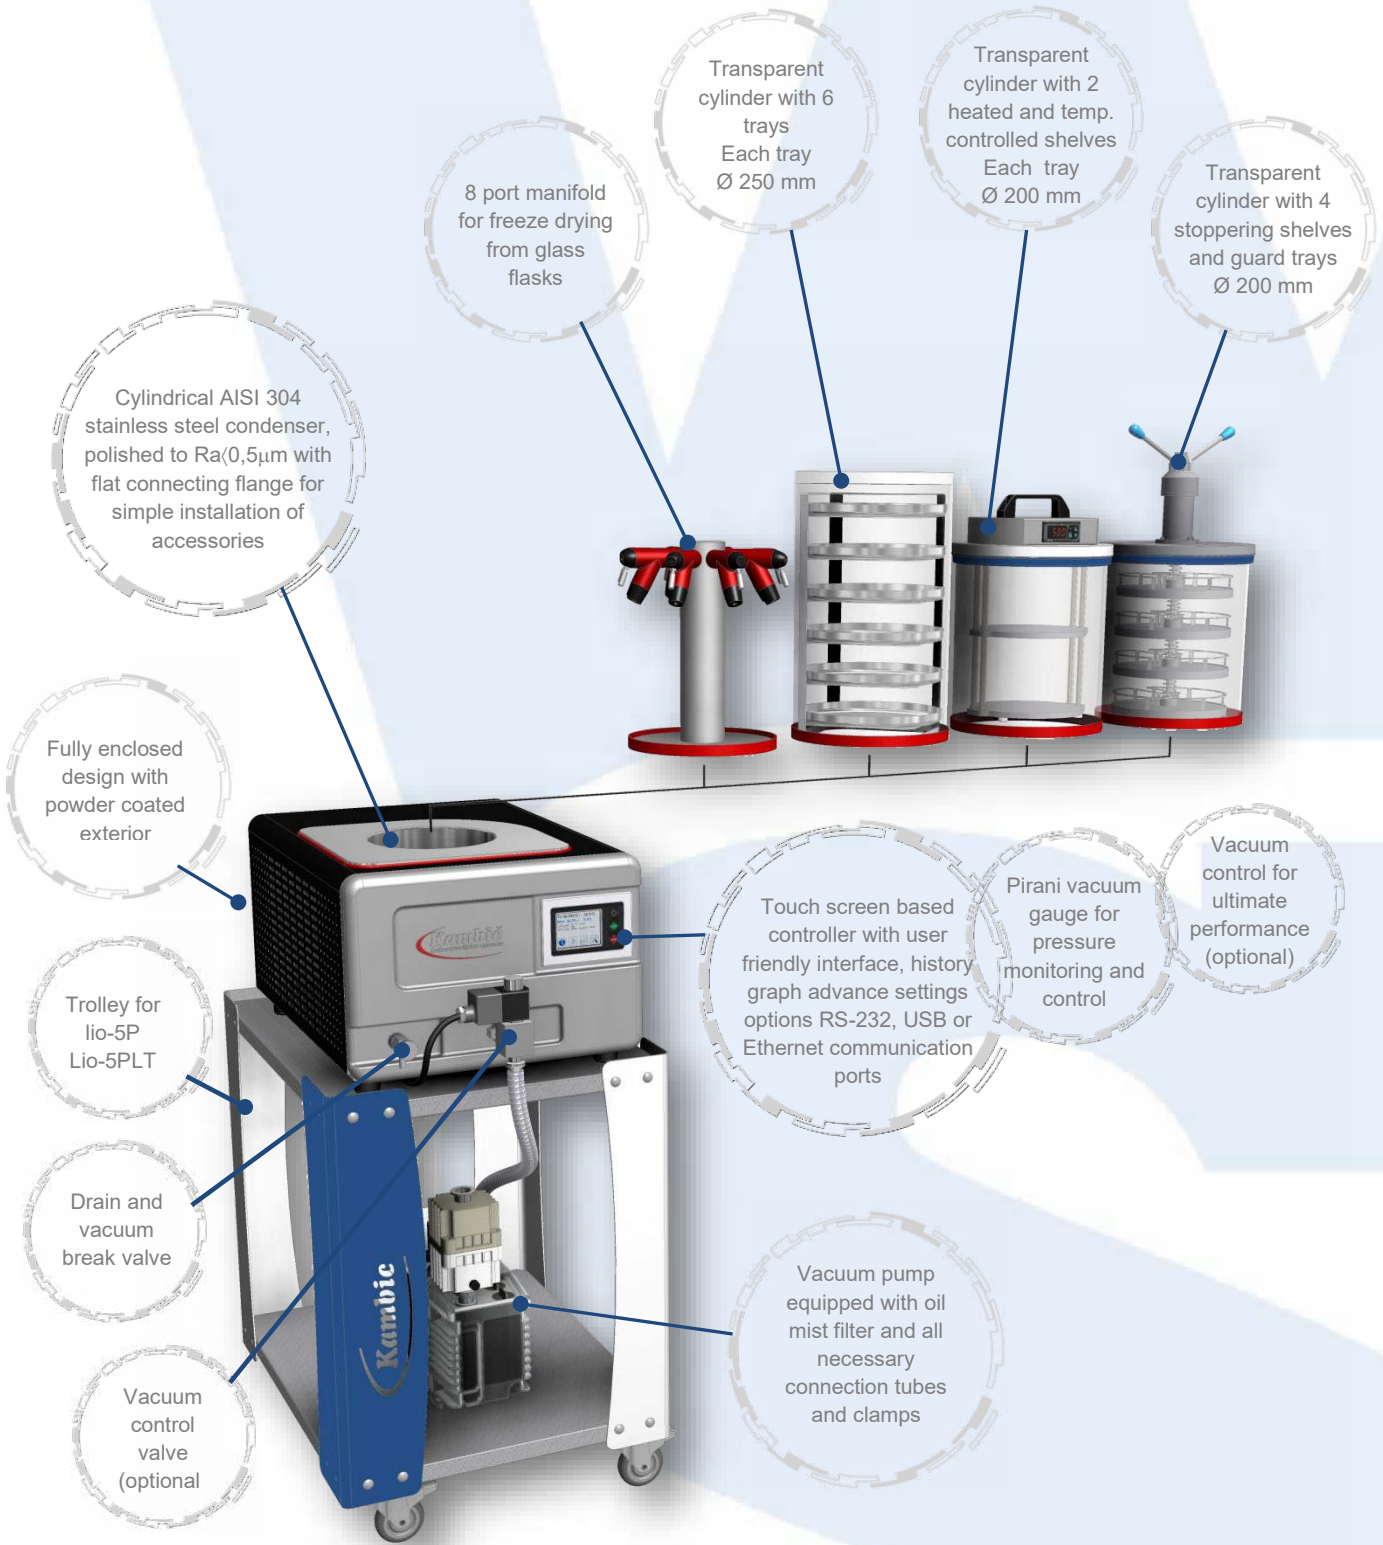 Transparent
cylinder with 6
trays
Each tray
Ø 250 mm
Transparent
cylinder with 2
heated and temp.
controlled shelves
Each tray
Ø 200 mm
8 port manifold
for freeze drying
from glass
flasks
Transparent
cylinder with 4
stoppering shelves
and guard trays
Ø 200 mm
Cylindrical AISI 304
stainless steel condenser,
polished to Ra⟨0,5µm with
flat connecting flange for
simple installation of
accessories
Fully enclosed
design with
powder coated
exterior
Kambič
Touch screen based
controller with user
friendly interface, history
graph advance settings
options RS-232, USB or
Ethernet communication
ports
Pirani vacuum
gauge for
pressure
monitoring and
control
Vacuum
control for
ultimate
performance
(optional)
Trolley for
lio-5P
Lio-5PLT
Drain and
vacuum
break valve
Kambic
Vacuum pump
equipped with oil
mist filter and all
necessary
connection tubes
and clamps
Vacuum
control
valve
(optional